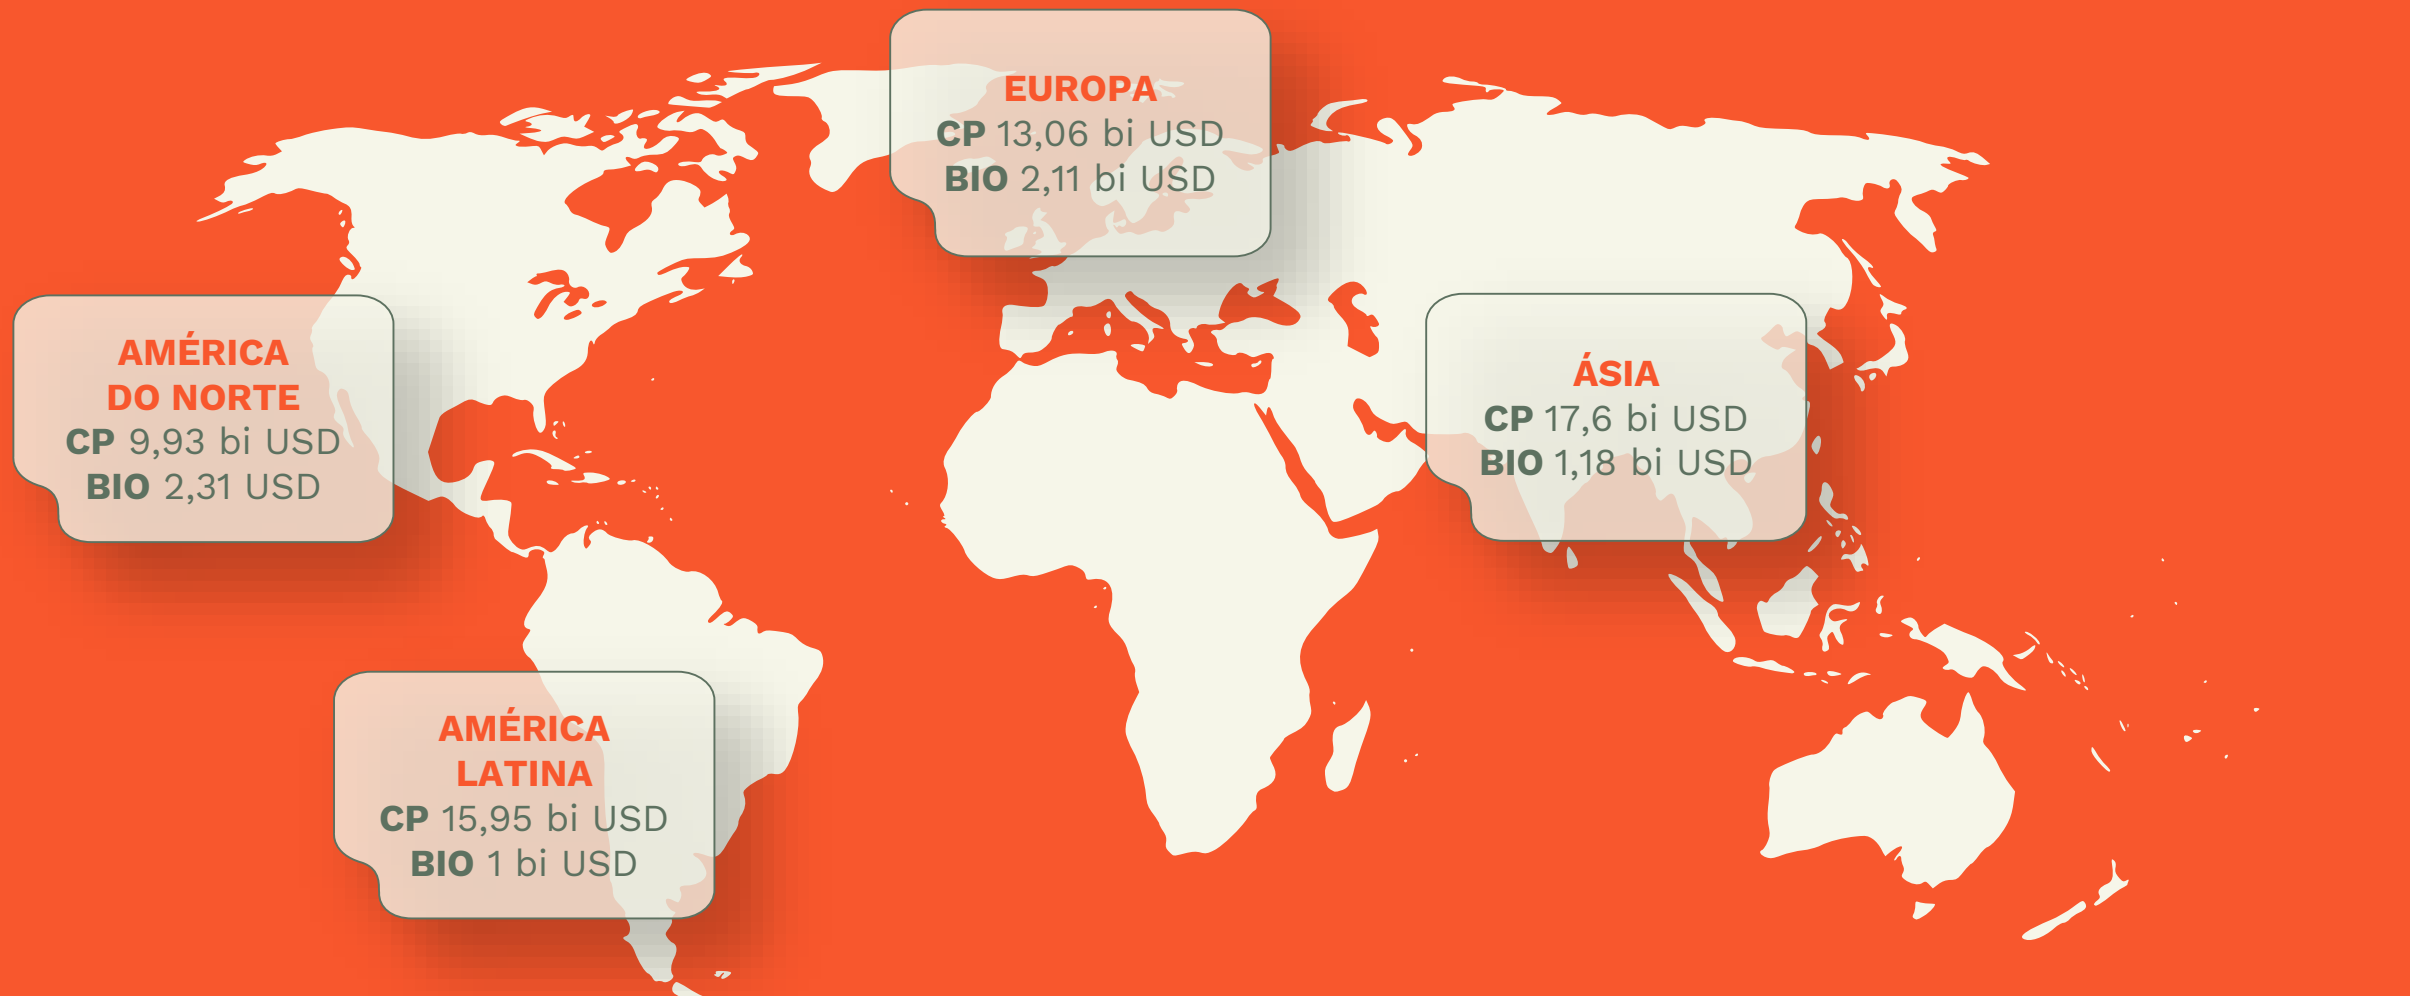 EUROPA
CP 13,06 bi USD
BIO 2,11 bi USD
AMÉRICA
DO NORTE
CP 9,93 bi USD
BIO 2,31 USD
ÁSIA
CP 17,6 bi USD
BIO 1,18 bi USD
AMÉRICA
LATINA
CP 15,95 bi USD
BIO 1 bi USD